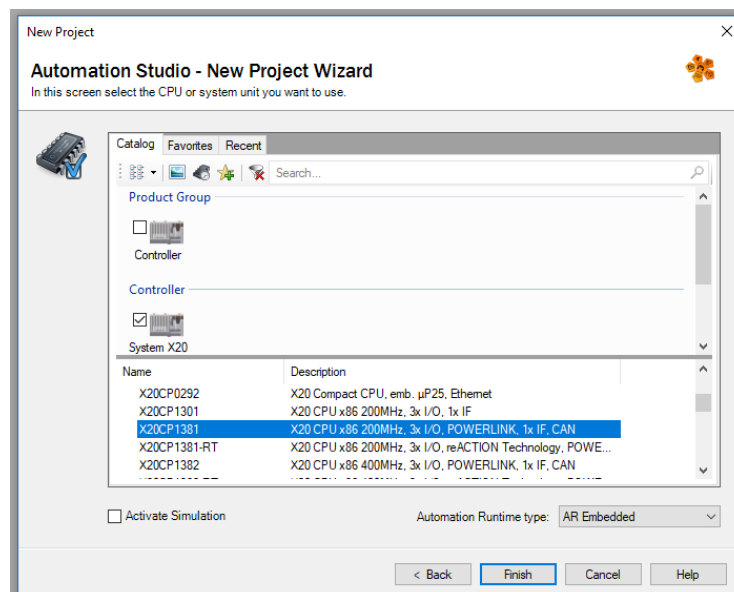 New Project
Automation Studio - New Project Wizard
In this screen select the CPU or system unit you want to use.
Catalog Favorites Recent
Search...
Product Group
Controller
Controller
System X20
Name Description
X20CP0292 X20 Compact CPU, emb. µP25, Ethernet
X20CP1301 X20 CPU x86 200MHz, 3x I/O, 1x IF
X20CP1381 X20 CPU x86 200MHz, 3x I/O, POWERLINK, 1x IF, CAN
X20CP1381-RT X20 CPU x86 200MHz, 3x I/O, reACTION Technology, POWE...
X20CP1382 X20 CPU x86 400MHz, 3x I/O, POWERLINK, 1x IF, CAN
Activate Simulation Automation Runtime type: AR Embedded
< Back Finish Cancel Help